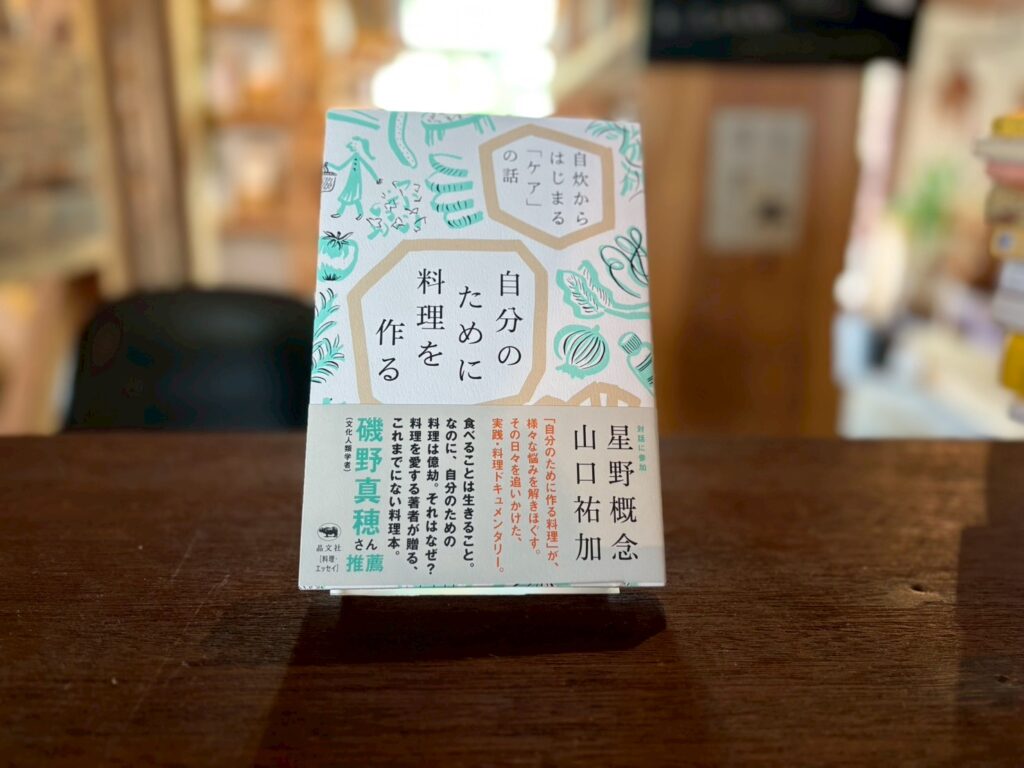 自炊から
はじまる
「ケア」
の話
自分の
ために
料理を
作る
対話に参加
星野概念
山口祐加
「自分のために作る料理」が、
様々な悩みを解きほぐす。
その日々を追いかけた、
実践・料理ドキュメンタリー。
食べることは生きること。
なのに、自分のための
料理は億劫。それはなぜ?
料理を愛する著者が贈る、
これまでにない料理本。
磯野真穂さん推薦
(文化人類学者)
晶文社
[料理・
エッセイ]